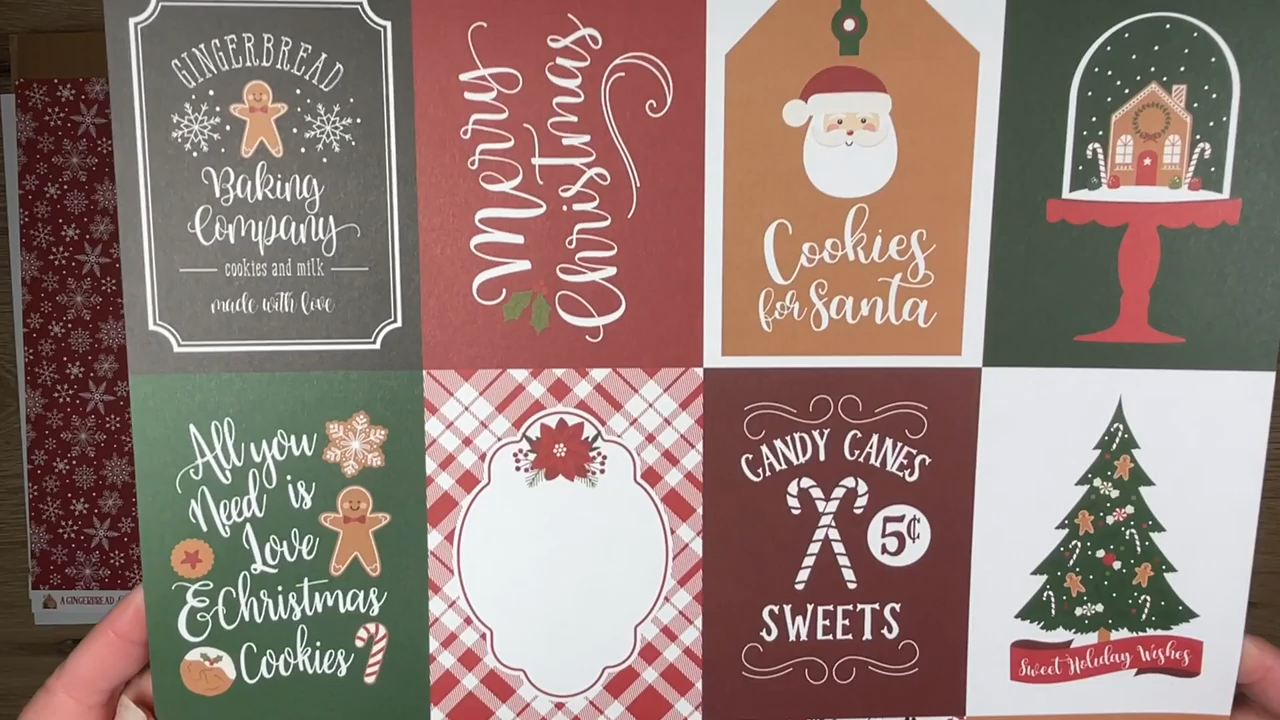 GINGERBREAD
Baking
Company
cookies and milk
made with love
Merry
Christmas
Cookies
for Santa
All you
Need is
Love
& Christmas
Cookies
CANDY CANES
5¢
SWEETS
Sweet Holiday Wishes
A GINGERBREAD